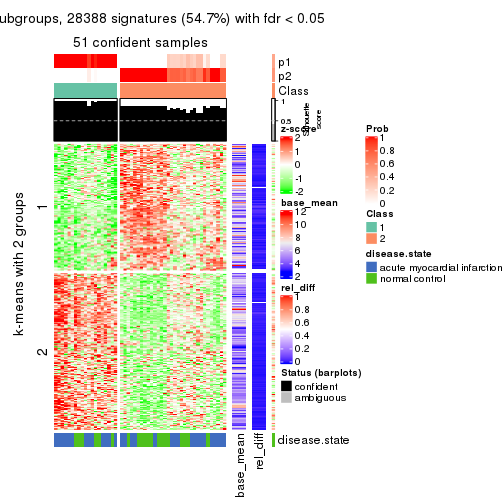 ubgroups, 28388 signatures (54.7%) with fdr < 0.05
51 confident samples
p1
p2
Class
1
0.5
0
Silhouette
score
k-means with 2 groups
1
2
z-score
2
1
0
-1
-2
base_mean
12
10
8
6
4
2
rel_diff
1
0.8
0.6
0.4
0.2
0
Status (barplots)
confident
ambiguous
disease.state
base_mean
rel_diff
Prob
1
0.8
0.6
0.4
0.2
0
Class
1
2
disease.state
acute myocardial infarction
normal control